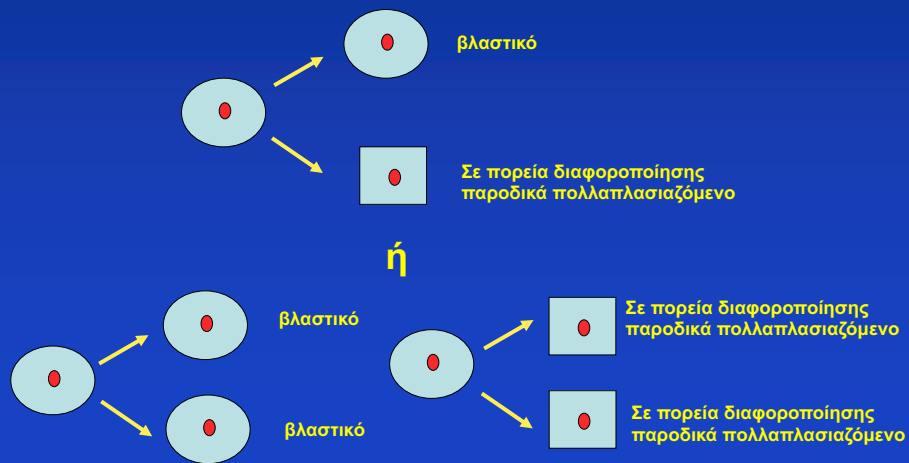 βλαστικό
Σε πορεία διαφοροποίησης
παροδικά πολλαπλασιαζόμενο
ή
βλαστικό
βλαστικό
Σε πορεία διαφοροποίησης
παροδικά πολλαπλασιαζόμενο
Σε πορεία διαφοροποίησης
παροδικά πολλαπλασιαζόμενο